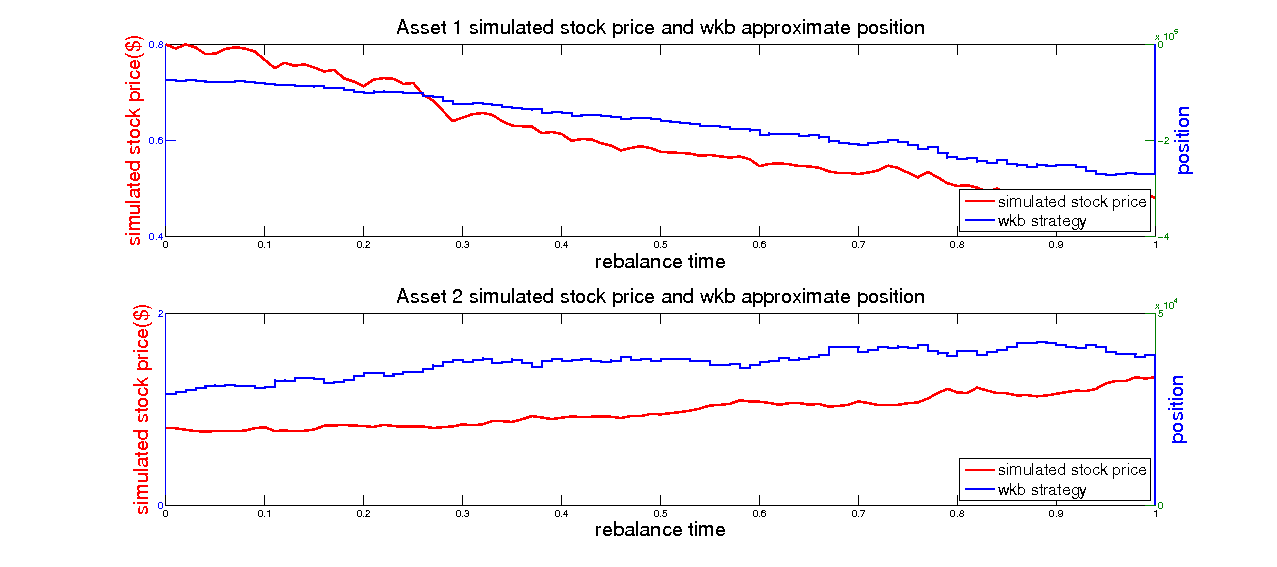 Asset 1 simulated stock price and wkb approximate position
x 10^5
0.8
0.6
0.4
0
-2
-4
simulated stock price($)
position
simulated stock price
wkb strategy
0 0.1 0.2 0.3 0.4 0.5 0.6 0.7 0.8 0.9 1
rebalance time
Asset 2 simulated stock price and wkb approximate position
x 10^4
2
0
5
0
simulated stock price($)
position
simulated stock price
wkb strategy
0 0.1 0.2 0.3 0.4 0.5 0.6 0.7 0.8 0.9 1
rebalance time